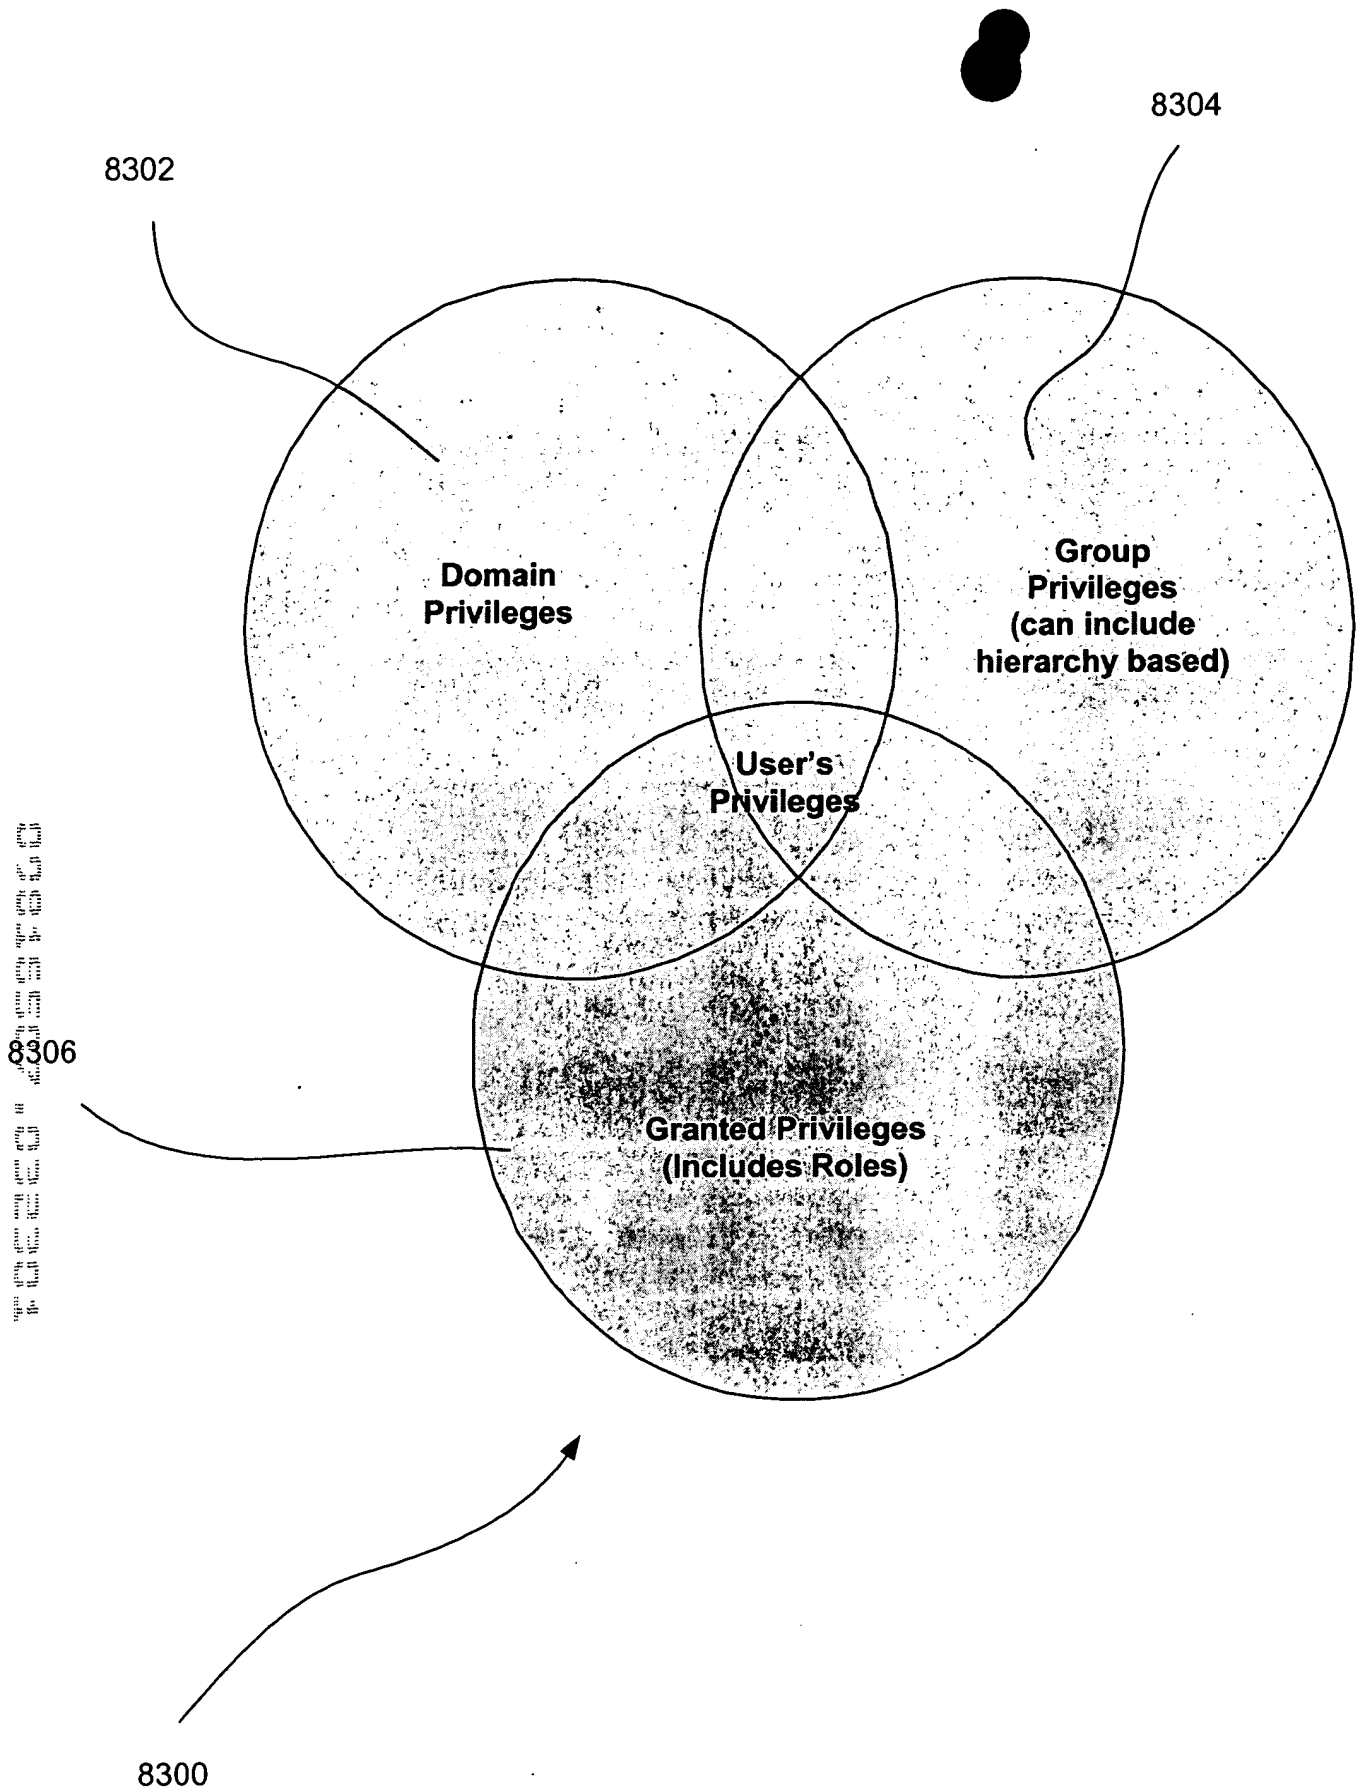 8304
8302
Domain
Privileges
Group
Privileges
(can include
hierarchy based)
User's
Privileges
8306
Granted Privileges
(Includes Roles)
8300